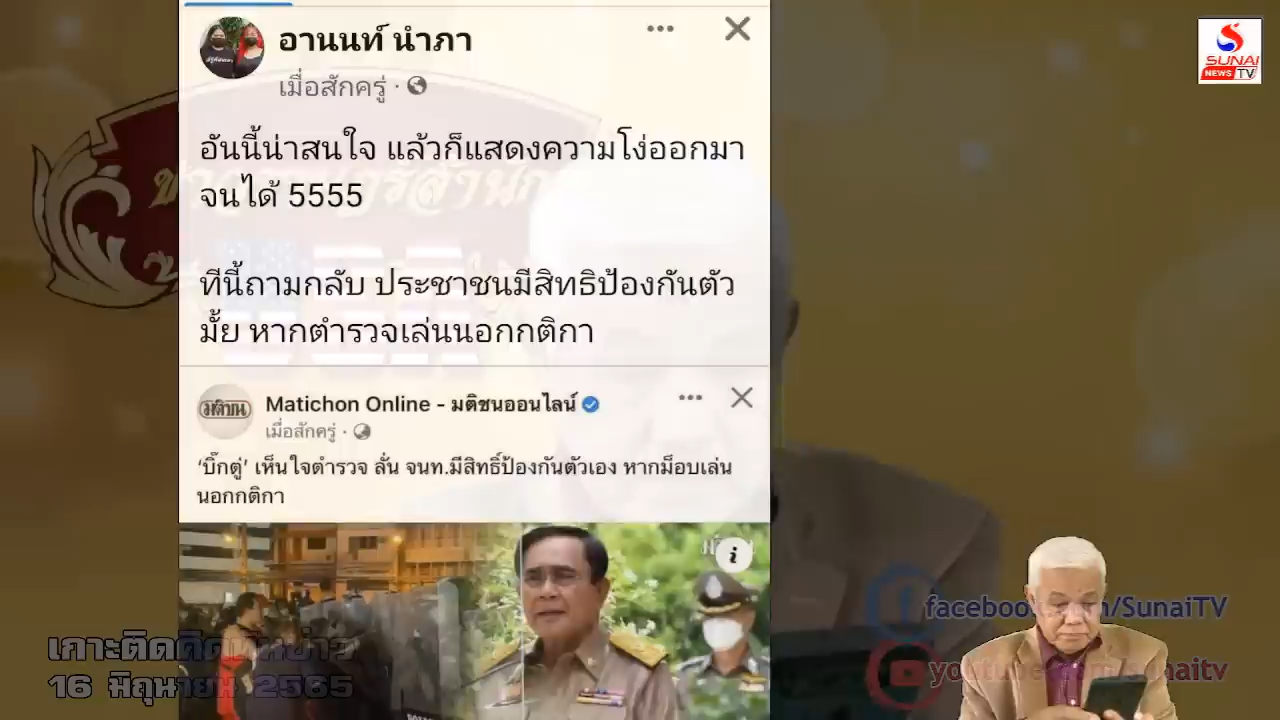 อานนท์ นำภา
เมื่อสักครู่ ·
อันนี้น่าสนใจ แล้วก็แสดงความโง่ออกมา
จนได้ 5555
ทีนี้ถามกลับ ประชาชนมีสิทธิป้องกันตัว
มั้ย หากตำรวจเล่นนอกกติกา
มติชน
Matichon Online - มติชนออนไลน์
เมื่อสักครู่ ·
'บิ๊กตู่' เห็นใจตำรวจ ลั่น จนท.มีสิทธิ์ป้องกันตัวเอง หากม็อบเล่น
นอกกติกา
SUNAI
NEWS TV
16 มิถุนายน 2565